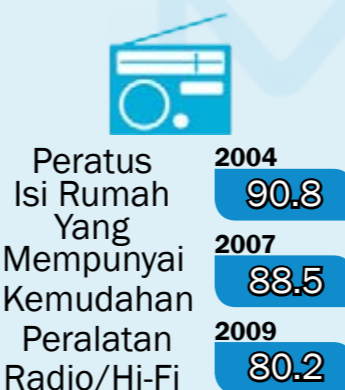 Peratus
Isi Rumah
Yang
Mempunyai
Kemudahan
Peralatan
Radio/Hi-Fi
2004
90.8
2007
88.5
2009
80.2